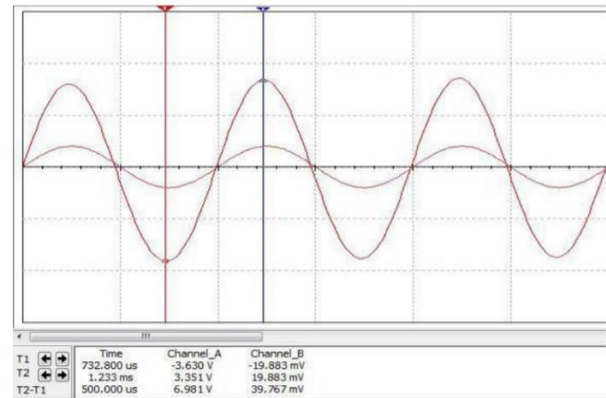 Time Channel_A Channel_B
T1 732.800 us -3.630 V -19.883 mV
T2 1.233 ms 3.351 V 19.883 mV
T2-T1 500.000 us 6.981 V 39.767 mV